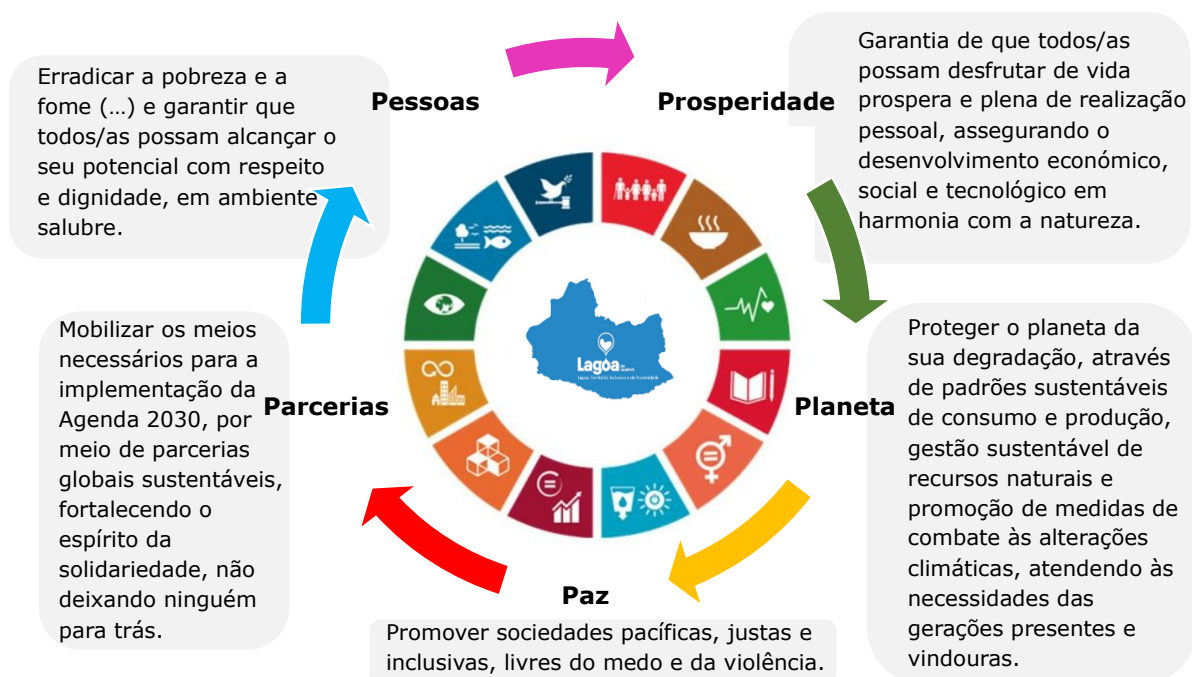 Erradicar a pobreza e a
fome (…) e garantir que
todos/as possam alcançar o
seu potencial com respeito
e dignidade, em ambiente
salubre.
Pessoas
Prosperidade
Garantia de que todos/as
possam desfrutar de vida
prospera e plena de realização
pessoal, assegurando o
desenvolvimento económico,
social e tecnológico em
harmonia com a natureza.
Lagoa
Mobilizar os meios
necessários para a
implementação da
Agenda 2030, por
meio de parcerias
globais sustentáveis,
fortalecendo o
espírito da
solidariedade, não
deixando ninguém
para trás.
Parcerias
Planeta
Proteger o planeta da
sua degradação, através
de padrões sustentáveis
de consumo e produção,
gestão sustentável de
recursos naturais e
promoção de medidas de
combate às alterações
climáticas, atendendo às
necessidades das
gerações presentes e
vindouras.
Paz
Promover sociedades pacíficas, justas e
inclusivas, livres do medo e da violência.